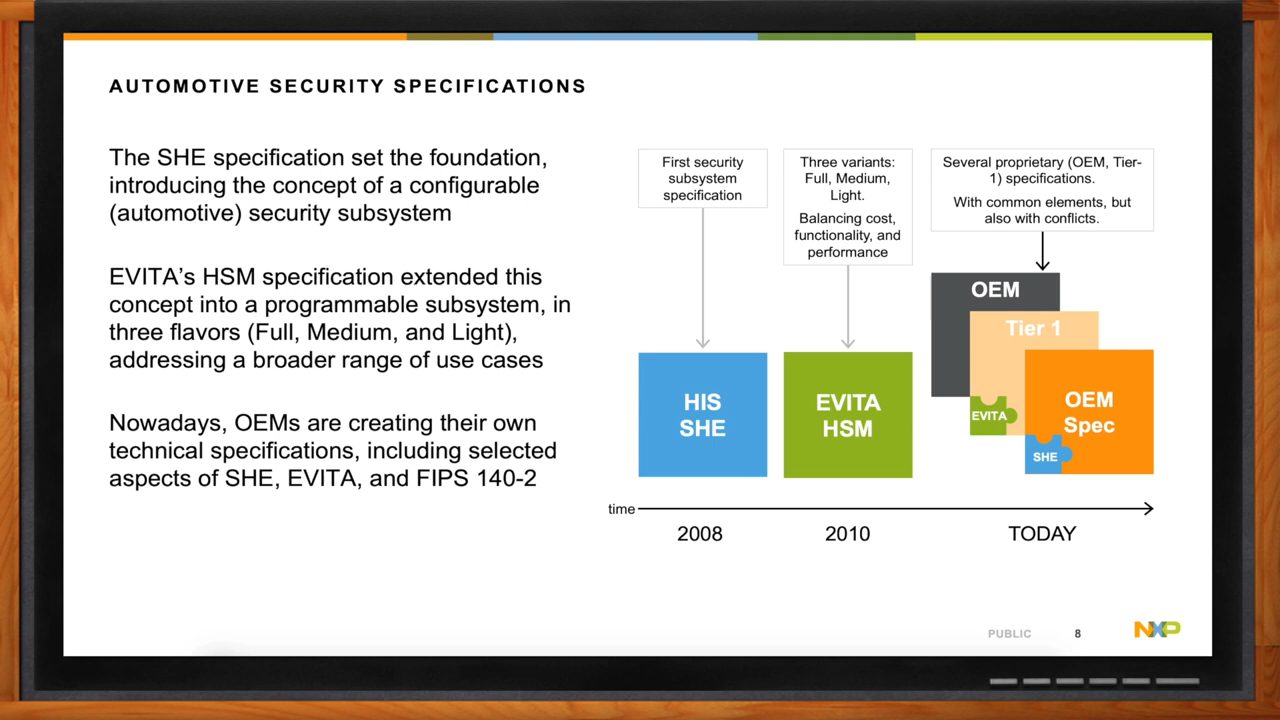 AUTOMOTIVE SECURITY SPECIFICATIONS
The SHE specification set the foundation,
introducing the concept of a configurable
(automotive) security subsystem
EVITA’s HSM specification extended this
concept into a programmable subsystem, in
three flavors (Full, Medium, and Light),
addressing a broader range of use cases
Nowadays, OEMs are creating their own
technical specifications, including selected
aspects of SHE, EVITA, and FIPS 140-2
First security
subsystem
specification
Three variants:
Full, Medium,
Light.
Balancing cost,
functionality, and
performance
Several proprietary (OEM, Tier-
1) specifications.
With common elements, but
also with conflicts.
HIS
SHE
EVITA
HSM
OEM
Tier 1
EVITA
OEM
Spec
SHE
time
2008
2010
TODAY
PUBLIC
8
NXP